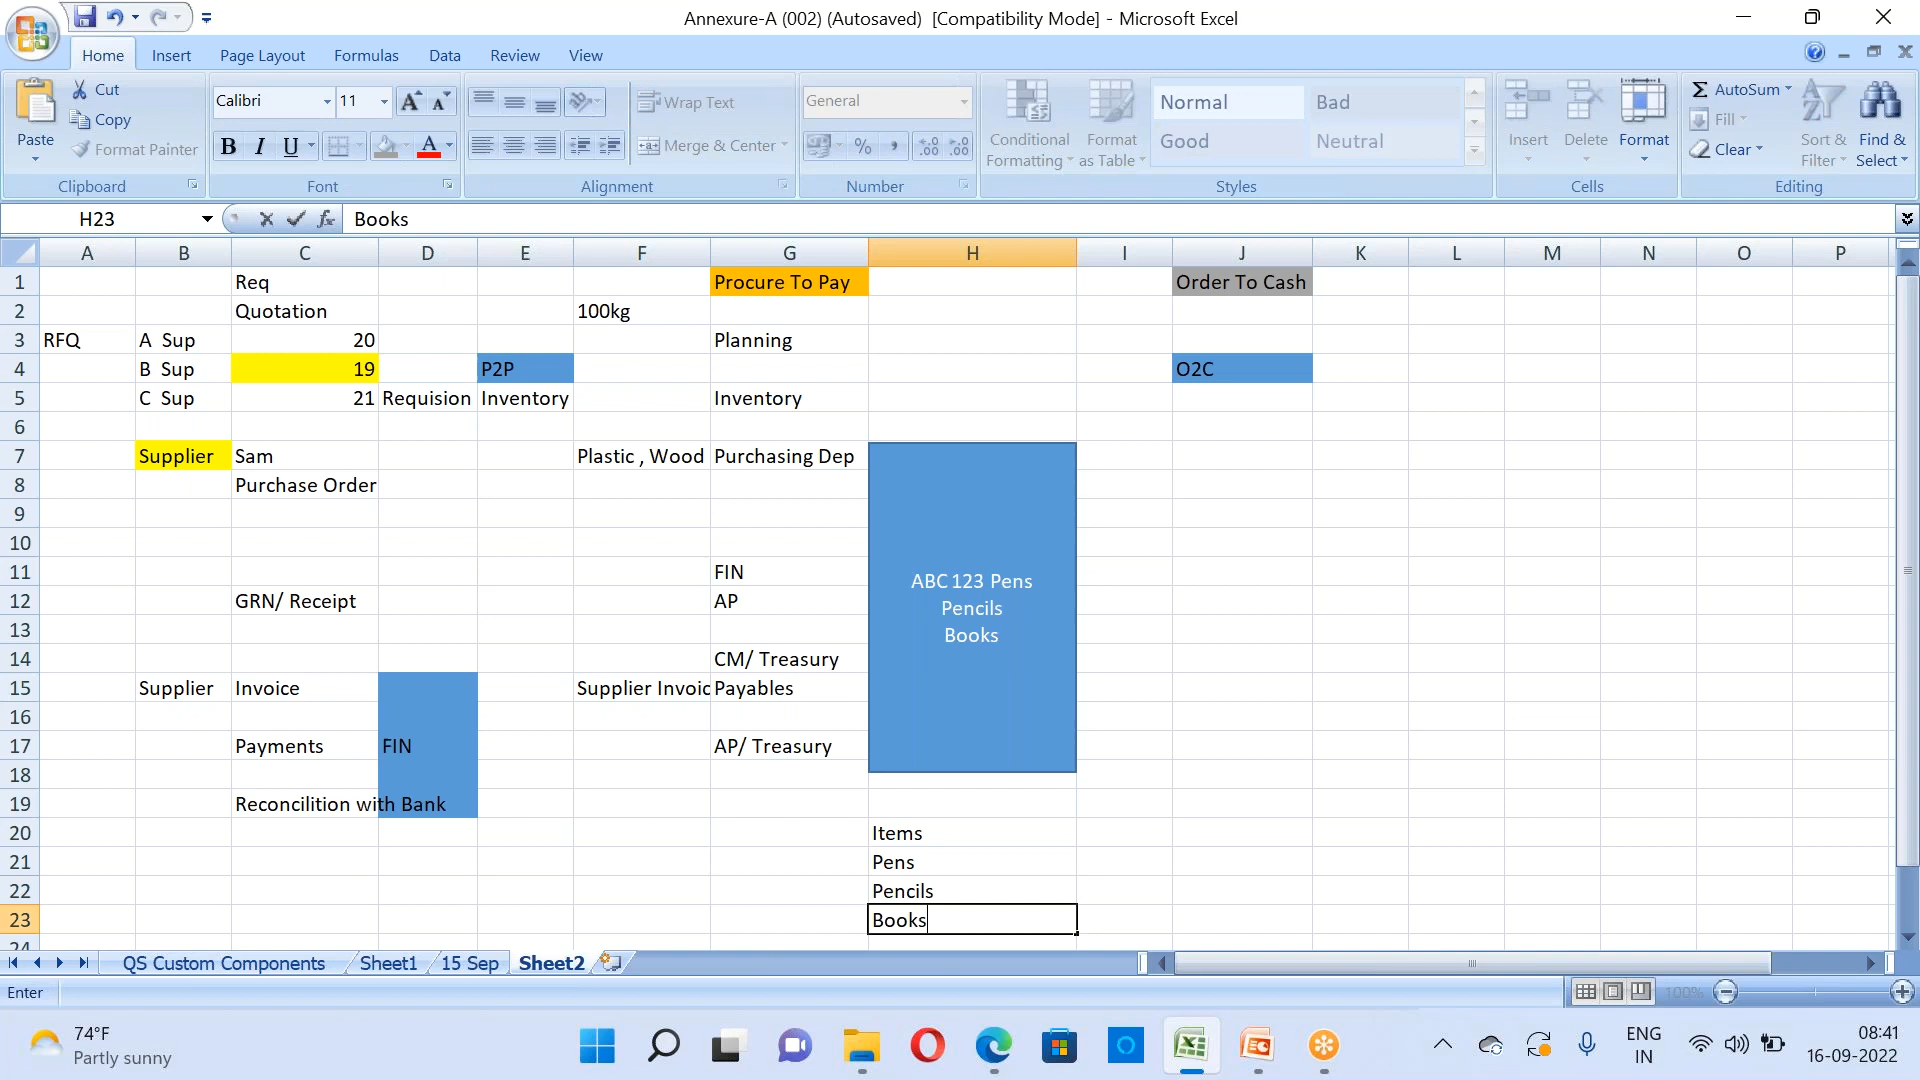 Annexure-A (002) (Autosaved) [Compatibility Mode] - Microsoft Excel
Home Insert Page Layout Formulas Data Review View
Paste Cut Copy Format Painter Clipboard
Calibri 11 B I U A Font
Wrap Text Merge & Center Alignment
General % , Number
Conditional Formatting Format as Table Normal Bad Good Neutral Styles
Insert Delete Format Cells
AutoSum Fill Clear Sort & Filter Find & Select Editing
H23 fx Books
A B C D E F G H I J K L M N O P
1 Req Procure To Pay Order To Cash
2 Quotation 100kg
3 RFQ A Sup 20 Planning
4 B Sup 19 P2P O2C
5 C Sup 21 Requision Inventory Inventory
6
7 Supplier Sam Plastic , Wood Purchasing Dep
8 Purchase Order
9
10
11 FIN
12 GRN/ Receipt AP
13
14 CM/ Treasury
15 Supplier Invoice Supplier Invoic Payables
16
17 Payments FIN AP/ Treasury
18
19 Reconcilition with Bank
ABC 123 Pens
Pencils
Books
20 Items
21 Pens
22 Pencils
23 Books
24
QS Custom Components Sheet1 15 Sep Sheet2
Enter 100%
74°F
Partly sunny
ENG
IN
08:41
16-09-2022